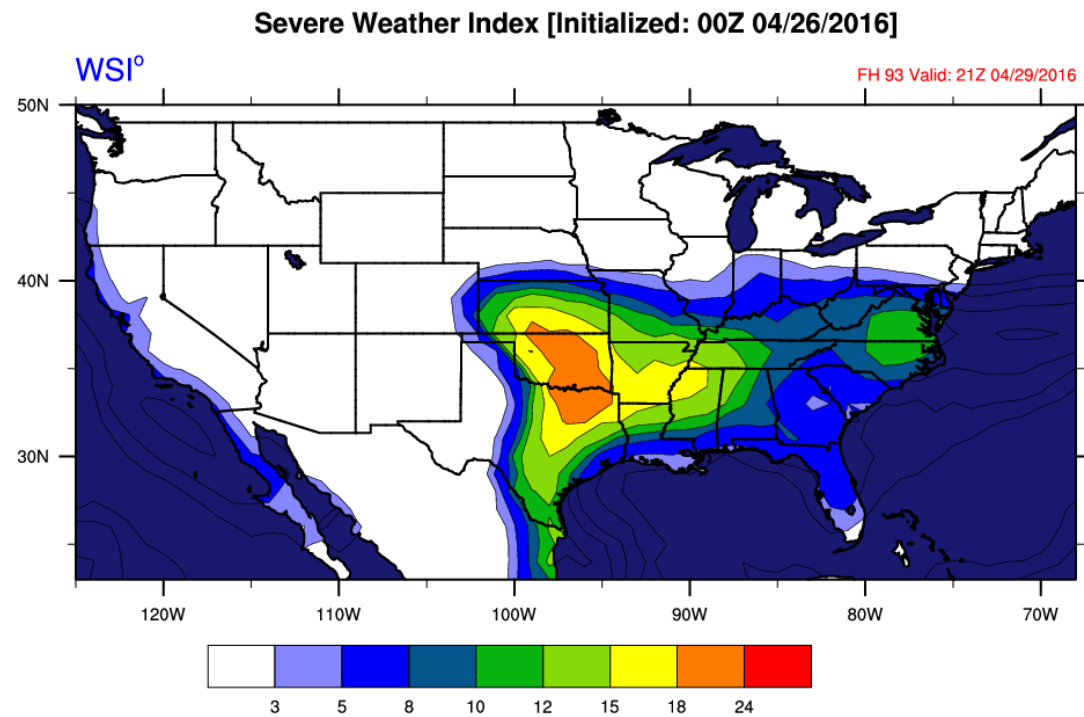 Severe Weather Index [Initialized: 00Z 04/26/2016]
WSI°
FH 93 Valid: 21Z 04/29/2016
50N
40N
30N
120W 110W 100W 90W 80W 70W
3 5 8 10 12 15 18 24